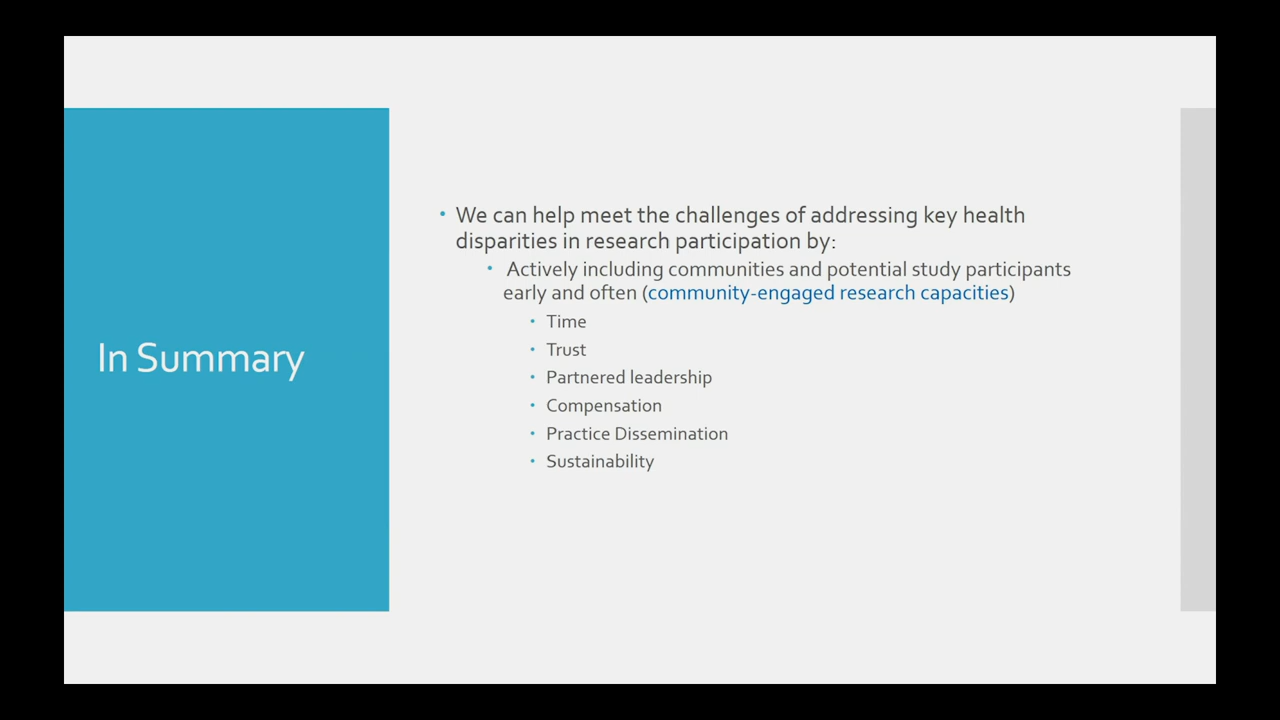 In Summary
• We can help meet the challenges of addressing key health
disparities in research participation by:
• Actively including communities and potential study participants
early and often (community-engaged research capacities)
• Time
• Trust
• Partnered leadership
• Compensation
• Practice Dissemination
• Sustainability